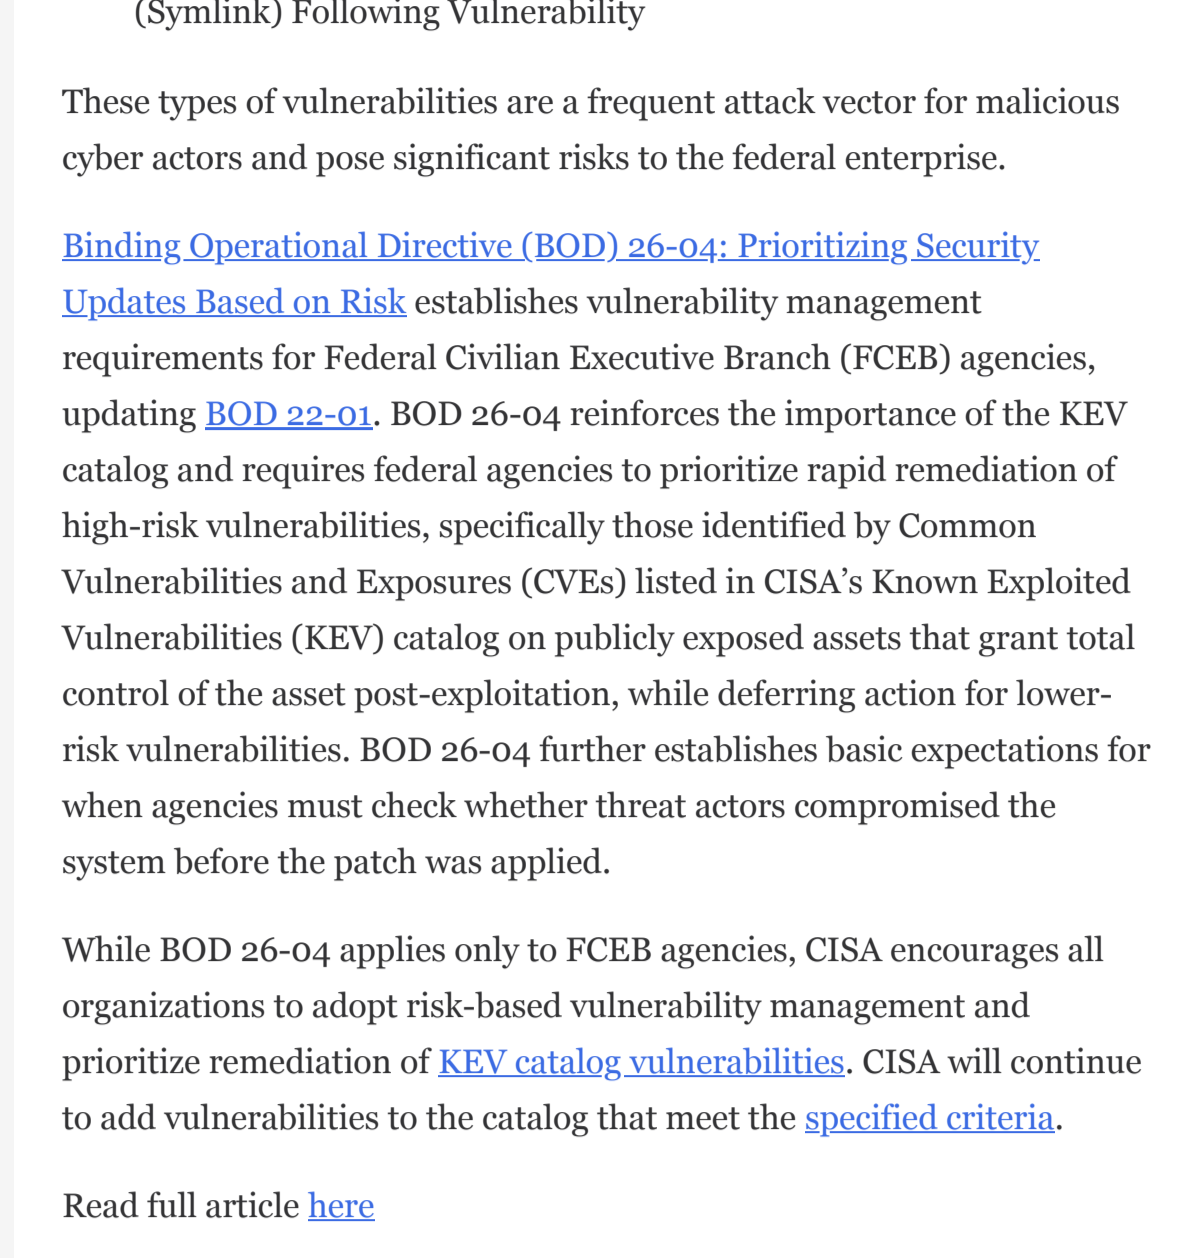 (Symlink) Following Vulnerability
These types of vulnerabilities are a frequent attack vector for malicious
cyber actors and pose significant risks to the federal enterprise.
Binding Operational Directive (BOD) 26-04: Prioritizing Security
Updates Based on Risk establishes vulnerability management
requirements for Federal Civilian Executive Branch (FCEB) agencies,
updating BOD 22-01. BOD 26-04 reinforces the importance of the KEV
catalog and requires federal agencies to prioritize rapid remediation of
high-risk vulnerabilities, specifically those identified by Common
Vulnerabilities and Exposures (CVEs) listed in CISA’s Known Exploited
Vulnerabilities (KEV) catalog on publicly exposed assets that grant total
control of the asset post-exploitation, while deferring action for lower-
risk vulnerabilities. BOD 26-04 further establishes basic expectations for
when agencies must check whether threat actors compromised the
system before the patch was applied.
While BOD 26-04 applies only to FCEB agencies, CISA encourages all
organizations to adopt risk-based vulnerability management and
prioritize remediation of KEV catalog vulnerabilities. CISA will continue
to add vulnerabilities to the catalog that meet the specified criteria.
Read full article here